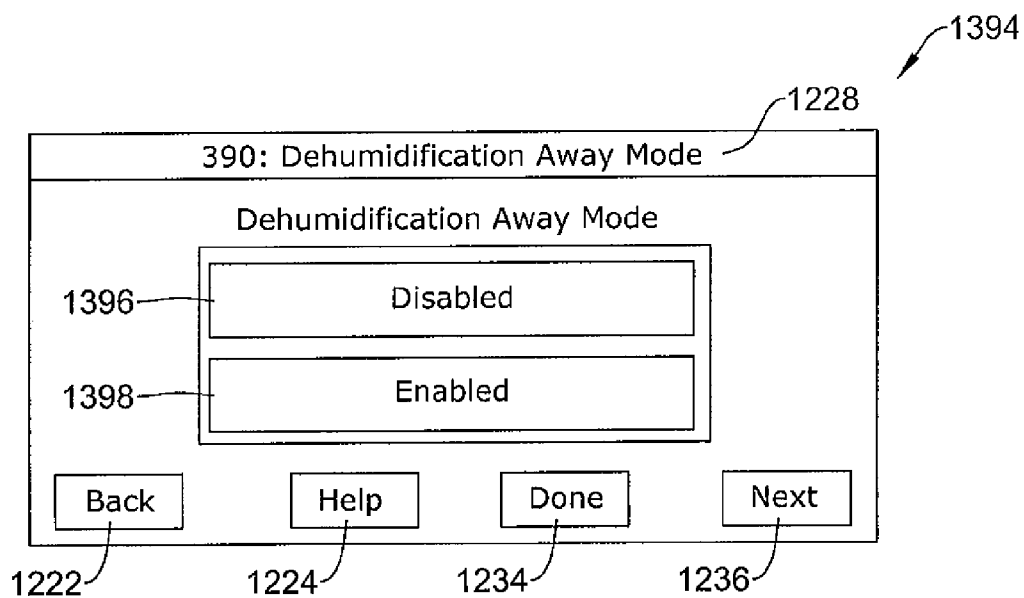 1394
1228
390: Dehumidification Away Mode
Dehumidification Away Mode
1396
Disabled
1398
Enabled
Back
Help
Done
Next
1222
1224
1234
1236